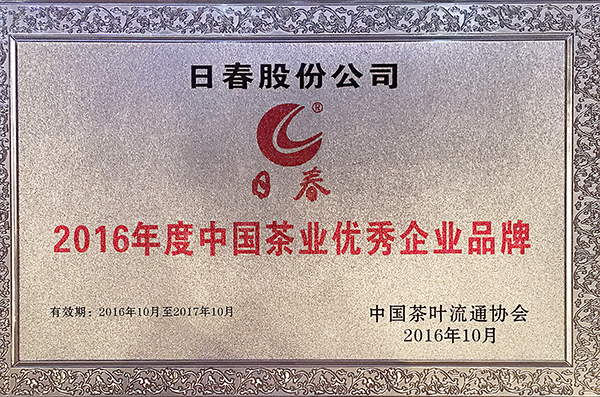 日春股份公司
®
日春
2016年度中国茶业优秀企业品牌
有效期：2016年10月至2017年10月
中国茶叶流通协会
2016年10月